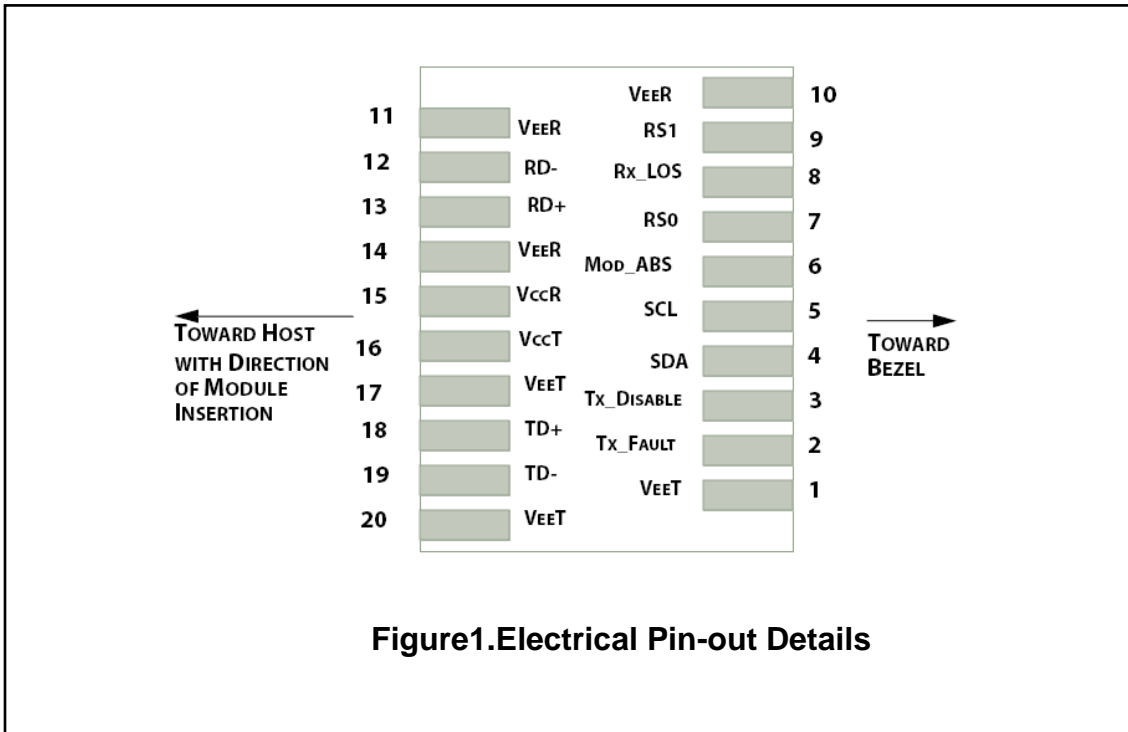 11 VEER
12 RD-
13 RD+
14 VEER
15 VCCR
16 VCCT
17 VEET
18 TD+
19 TD-
20 VEET
VEER 10
RS1 9
RX_LOS 8
RS0 7
MOD_ABS 6
SCL 5
SDA 4
TX_DISABLE 3
TX_FAULT 2
VEET 1
TOWARD HOST
WITH DIRECTION
OF MODULE
INSERTION
TOWARD
BEZEL
Figure1.Electrical Pin-out Details